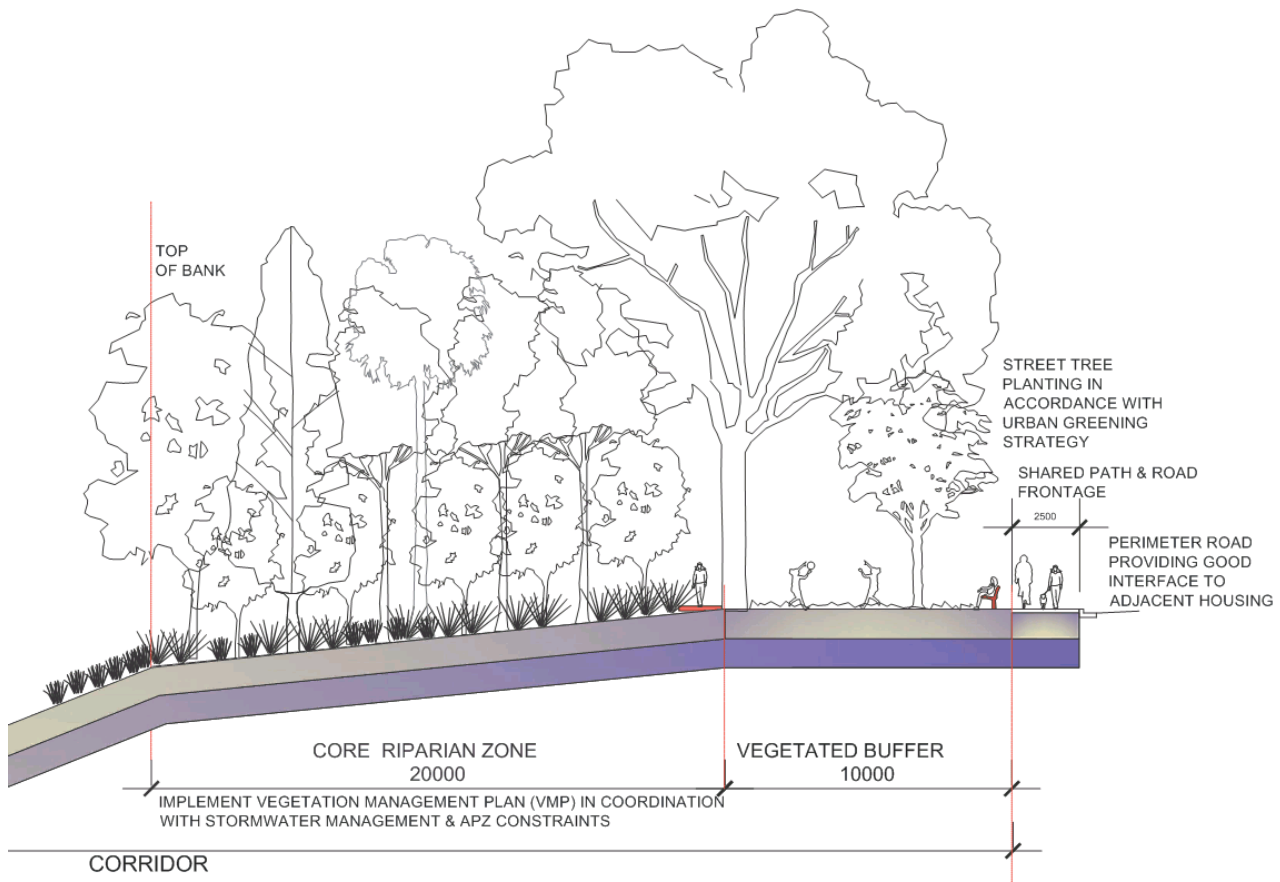 TOP
OF BANK
STREET TREE
PLANTING IN
ACCORDANCE WITH
URBAN GREENING
STRATEGY
SHARED PATH & ROAD
FRONTAGE
2500
PERIMETER ROAD
PROVIDING GOOD
INTERFACE TO
ADJACENT HOUSING
CORE RIPARIAN ZONE
20000
VEGETATED BUFFER
10000
IMPLEMENT VEGETATION MANAGEMENT PLAN (VMP) IN COORDINATION
WITH STORMWATER MANAGEMENT & APZ CONSTRAINTS
CORRIDOR